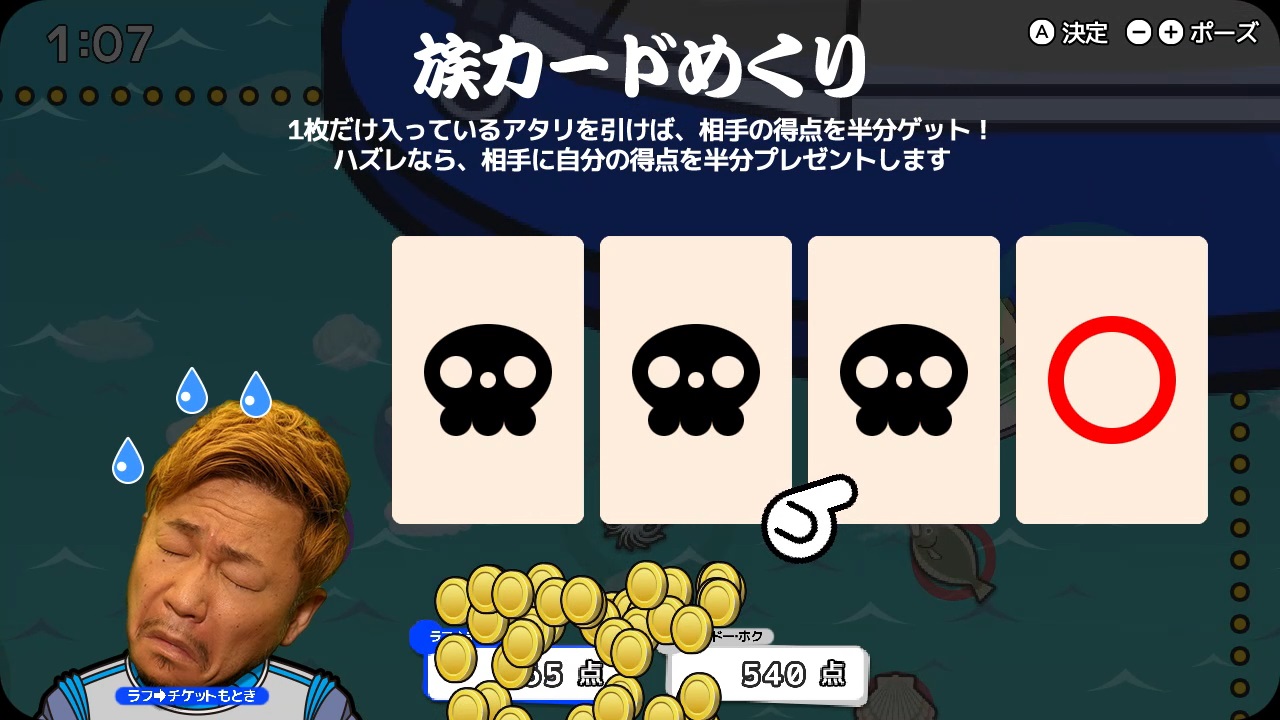 1:07
A 決定 - + ポーズ
族カードめくり
1枚だけ入っているアタリを引けば、相手の得点を半分ゲット！
ハズレなら、相手に自分の得点を半分プレゼントします
ドー・ホク
点
540 点
ラフ➡チケットもとき